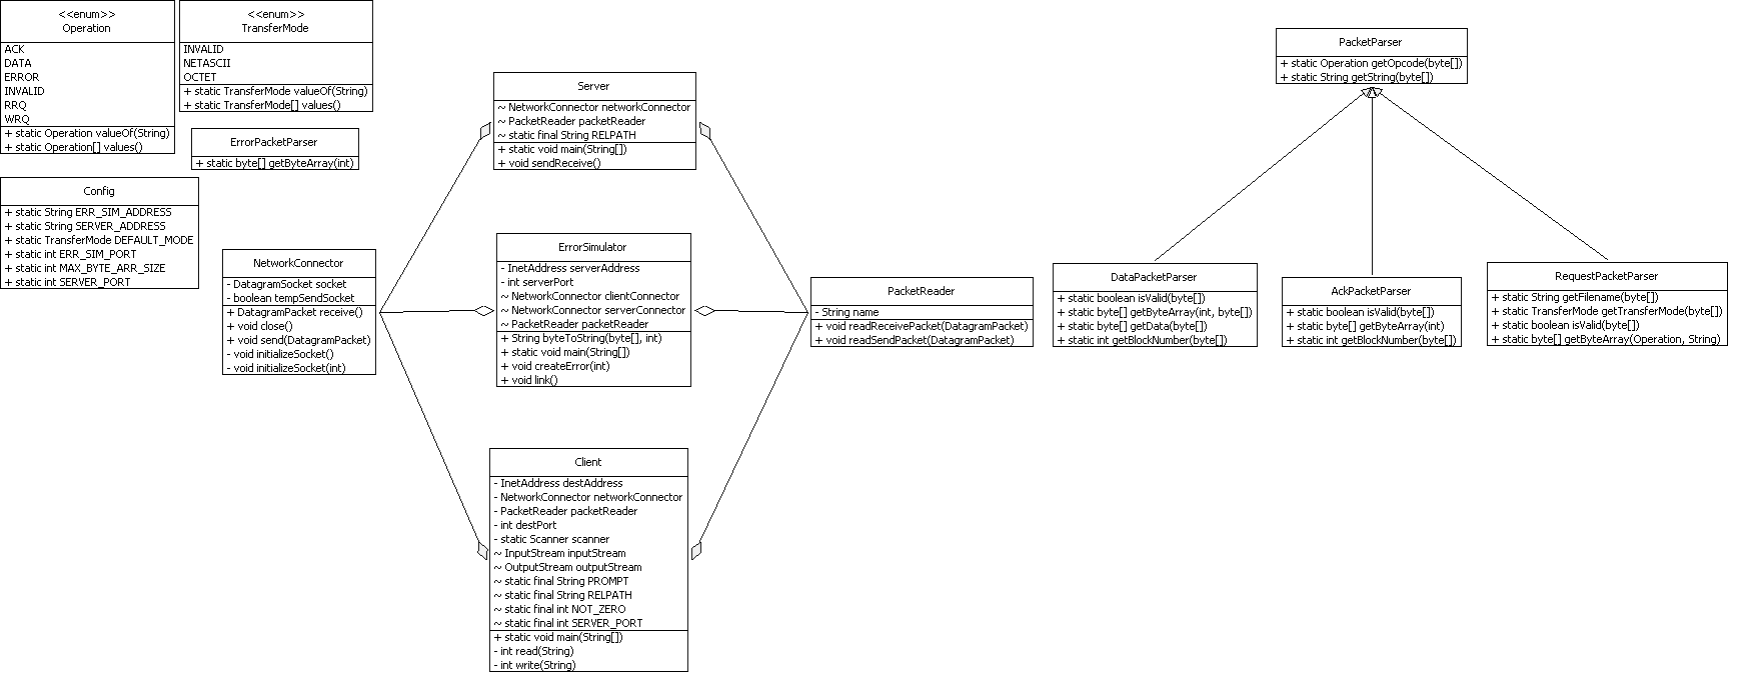 <<enum>>
Operation
ACK
DATA
ERROR
INVALID
RRQ
WRQ
+ static Operation valueOf(String)
+ static Operation[] values()
<<enum>>
TransferMode
INVALID
NETASCII
OCTET
+ static TransferMode valueOf(String)
+ static TransferMode[] values()
ErrorPacketParser
+ static byte[] getByteArray(int)
Config
+ static String ERR_SIM_ADDRESS
+ static String SERVER_ADDRESS
+ static TransferMode DEFAULT_MODE
+ static int ERR_SIM_PORT
+ static int MAX_BYTE_ARR_SIZE
+ static int SERVER_PORT
NetworkConnector
- DatagramSocket socket
- boolean tempSendSocket
+ DatagramPacket receive()
+ void close()
+ void send(DatagramPacket)
- void initializeSocket()
- void initializeSocket(int)
Server
~ NetworkConnector networkConnector
~ PacketReader packetReader
~ static final String RELPATH
+ static void main(String[])
+ void sendReceive()
ErrorSimulator
- InetAddress serverAddress
- int serverPort
~ NetworkConnector clientConnector
~ NetworkConnector serverConnector
~ PacketReader packetReader
+ String byteToString(byte[], int)
+ static void main(String[])
+ void createError(int)
+ void link()
Client
- InetAddress destAddress
- NetworkConnector networkConnector
- PacketReader packetReader
- int destPort
- static Scanner scanner
~ InputStream inputStream
~ OutputStream outputStream
~ static final String PROMPT
~ static final String RELPATH
~ static final int NOT_ZERO
~ static final int SERVER_PORT
+ static void main(String[])
- int read(String)
- int write(String)
PacketReader
- String name
+ void readReceivePacket(DatagramPacket)
+ void readSendPacket(DatagramPacket)
PacketParser
+ static Operation getOpcode(byte[])
+ static String getString(byte[])
DataPacketParser
+ static boolean isValid(byte[])
+ static byte[] getByteArray(int, byte[])
+ static byte[] getData(byte[])
+ static int getBlockNumber(byte[])
AckPacketParser
+ static boolean isValid(byte[])
+ static byte[] getByteArray(int)
+ static int getBlockNumber(byte[])
RequestPacketParser
+ static String getFilename(byte[])
+ static TransferMode getTransferMode(byte[])
+ static boolean isValid(byte[])
+ static byte[] getByteArray(Operation, String)